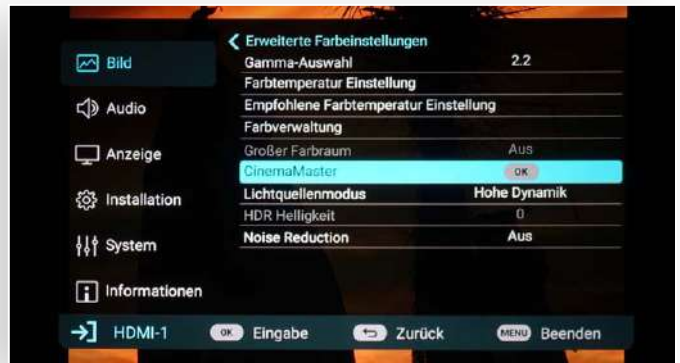 Erweiterte Farbeinstellungen
Bild
Gamma-Auswahl 2.2
Farbtemperatur Einstellung
Audio
Empfohlene Farbtemperatur Einstellung
Farbverwaltung
Anzeige
Großer Farbraum Aus
CinemaMaster OK
Installation
Lichtquellenmodus Hohe Dynamik
HDR Helligkeit 0
System
Noise Reduction Aus
Informationen
HDMI-1 OK Eingabe Zurück MENU Beenden